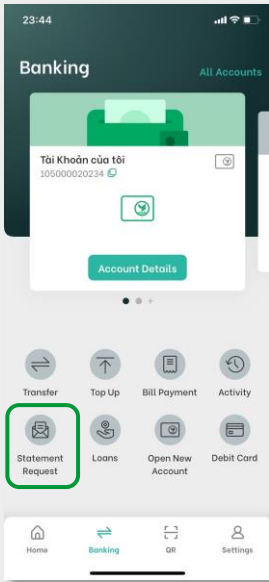 23:44
Banking
All Accounts
Tài Khoản của tôi
105000020234
Account Details
Transfer
Top Up
Bill Payment
Activity
Statement
Request
Loans
Open New
Account
Debit Card
Home
Banking
QR
Settings